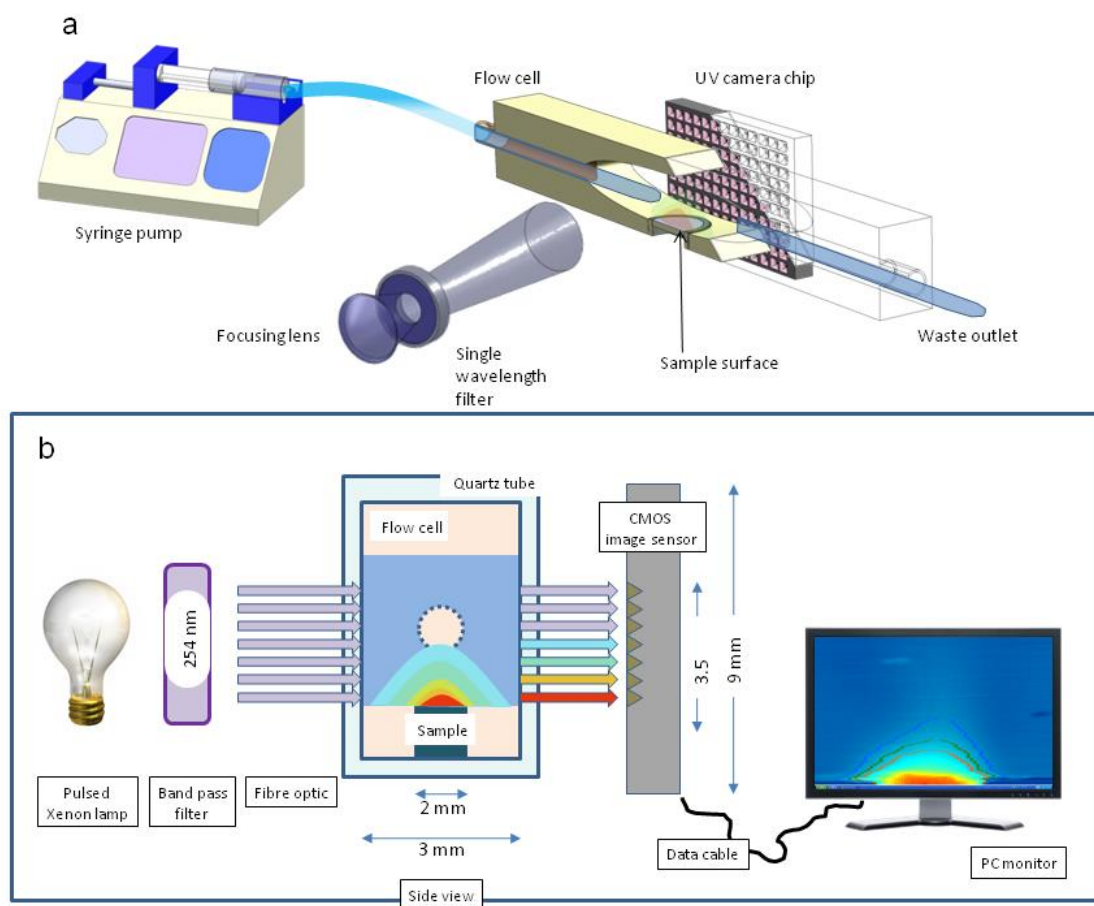 a
Flow cell
UV camera chip
Syringe pump
Focusing lens
Single
wavelength
filter
Sample surface
Waste outlet
b
Quartz tube
Flow cell
CMOS
image sensor
254 nm
3.5
9 mm
Sample
Pulsed
Xenon lamp
Band pass
filter
Fibre optic
2 mm
3 mm
Data cable
PC monitor
Side view